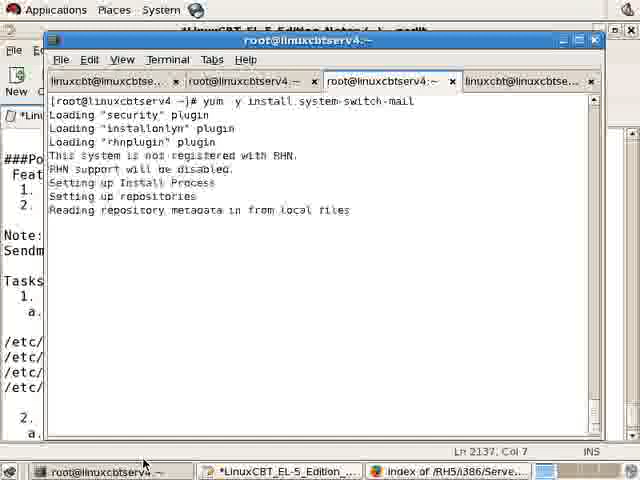 Applications Places System
*LinuxCBT_EL-5_Edition_Notes
root@linuxcbtserv4:~
File
File Edit View Terminal Tabs Help
New
linuxcbt@linuxcbtse... root@linuxcbtserv4:~ root@linuxcbtserv4:~ linuxcbt@linuxcbtse...
*Linux
[root@linuxcbtserv4 ~]# yum -y install system-switch-mail
Loading "security" plugin
Loading "installonlyn" plugin
Loading "rhnplugin" plugin
This system is not registered with RHN.
RHN support will be disabled.
Setting up Install Process
Setting up repositories
Reading repository metadata in from local files
###Po
Feat
1.
2.
Note:
Sendm
Tasks
1.
a.
/etc/
/etc/
/etc/
/etc/
2.
a.
Ln 2137, Col 7 INS
root@linuxcbtserv4:~ *LinuxCBT_EL-5_Edition_... Index of /RH5/i386/Serve...